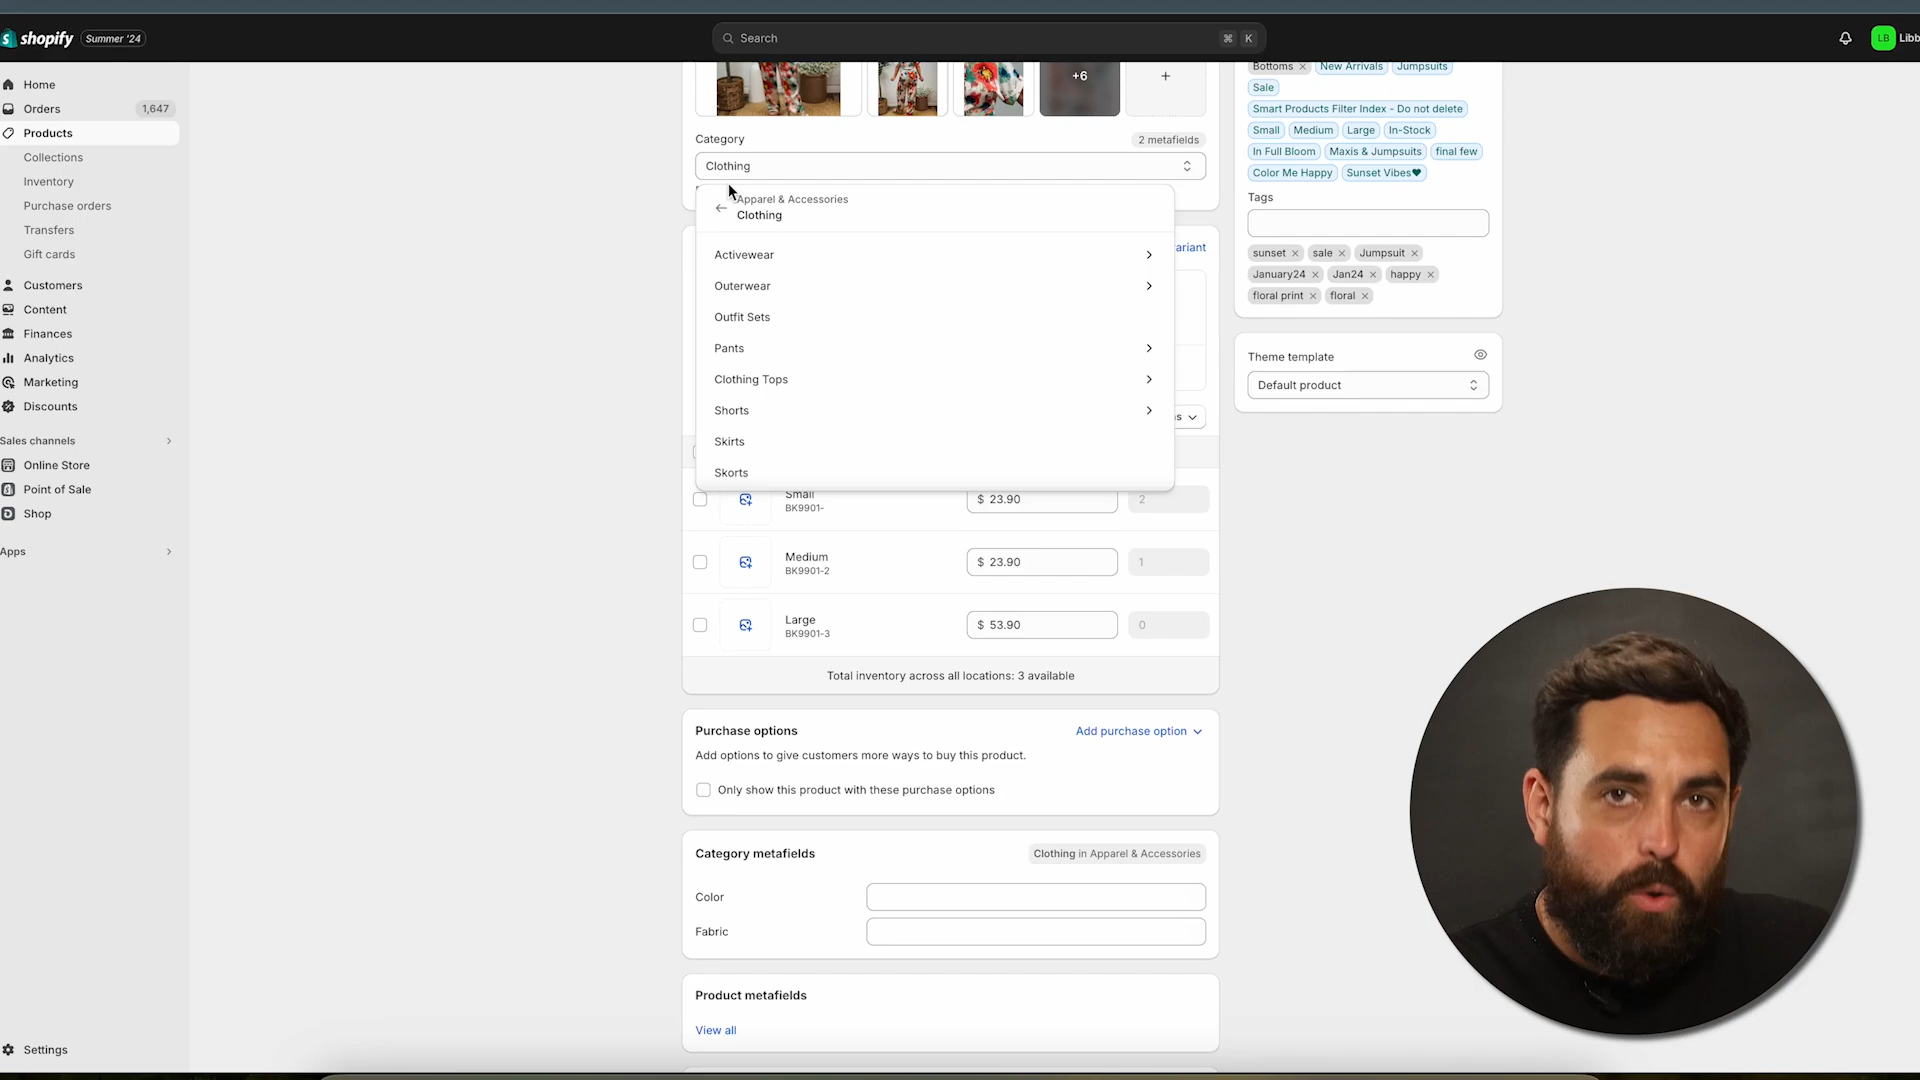 shopify Summer '24
Search ⌘ K
LB Libb
Home
Orders 1,647
Products
Collections
Inventory
Purchase orders
Transfers
Gift cards
Customers
Content
Finances
Analytics
Marketing
Discounts
Sales channels
Online Store
Point of Sale
Shop
Apps
Settings
+6
Category 2 metafields
Clothing
Apparel & Accessories
Clothing
Activewear
Outerwear
Outfit Sets
Pants
Clothing Tops
Shorts
Skirts
Skorts
ariant
s
Small
BK9901-
$ 23.90 2
Medium
BK9901-2
$ 23.90 1
Large
BK9901-3
$ 53.90 0
Total inventory across all locations: 3 available
Purchase options Add purchase option
Add options to give customers more ways to buy this product.
Only show this product with these purchase options
Category metafields Clothing in Apparel & Accessories
Color
Fabric
Product metafields
View all
Bottoms New Arrivals Jumpsuits
Sale
Smart Products Filter Index - Do not delete
Small Medium Large In-Stock
In Full Bloom Maxis & Jumpsuits final few
Color Me Happy Sunset Vibes♥
Tags
sunset sale Jumpsuit
January24 Jan24 happy
floral print floral
Theme template
Default product